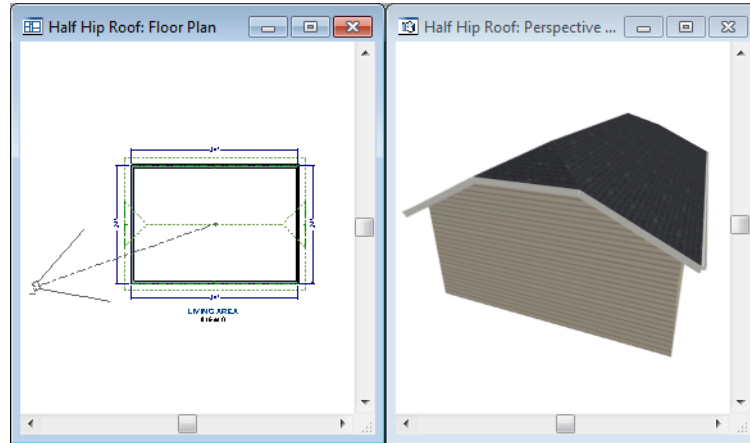 Half Hip Roof: Floor Plan
Half Hip Roof: Perspective ...
LIVING AREA